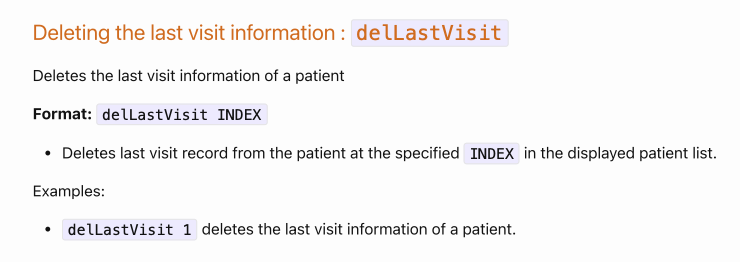 Deleting the last visit information : delLastVisit
Deletes the last visit information of a patient
Format: delLastVisit INDEX
• Deletes last visit record from the patient at the specified INDEX in the displayed patient list.
Examples:
• delLastVisit 1 deletes the last visit information of a patient.